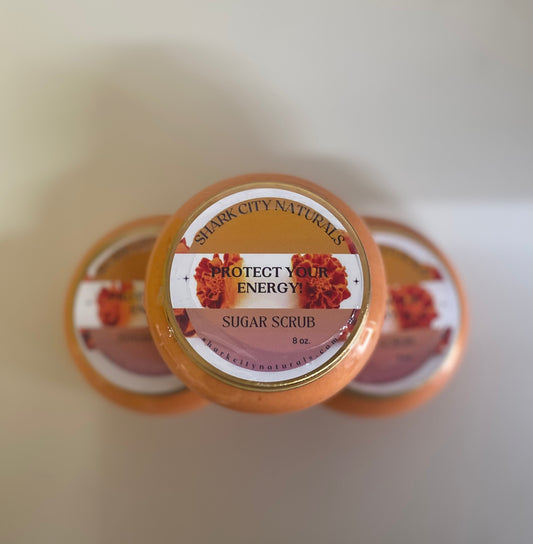 SHARK CITY NATURALS
PROTECT YOUR
ENERGY!
SUGAR SCRUB
8 oz.
sharkcitynaturals.com